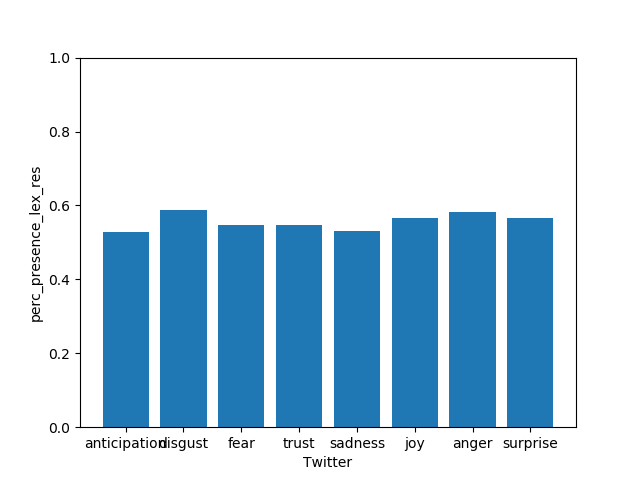 1.0
0.8
0.6
0.4
0.2
0.0
perc_presence_lex_res
anticipation disgust fear trust sadness joy anger surprise
Twitter